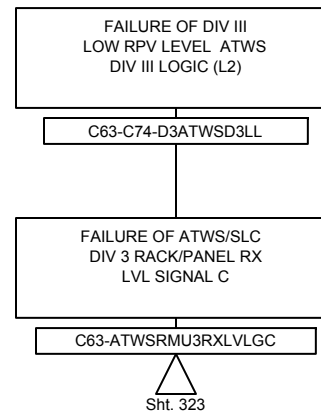 FAILURE OF DIV III
LOW RPV LEVEL ATWS
DIV III LOGIC (L2)
C63-C74-D3ATWSD3LL
FAILURE OF ATWS/SLC
DIV 3 RACK/PANEL RX
LVL SIGNAL C
C63-ATWSRMU3RXLVLGC
Sht. 323